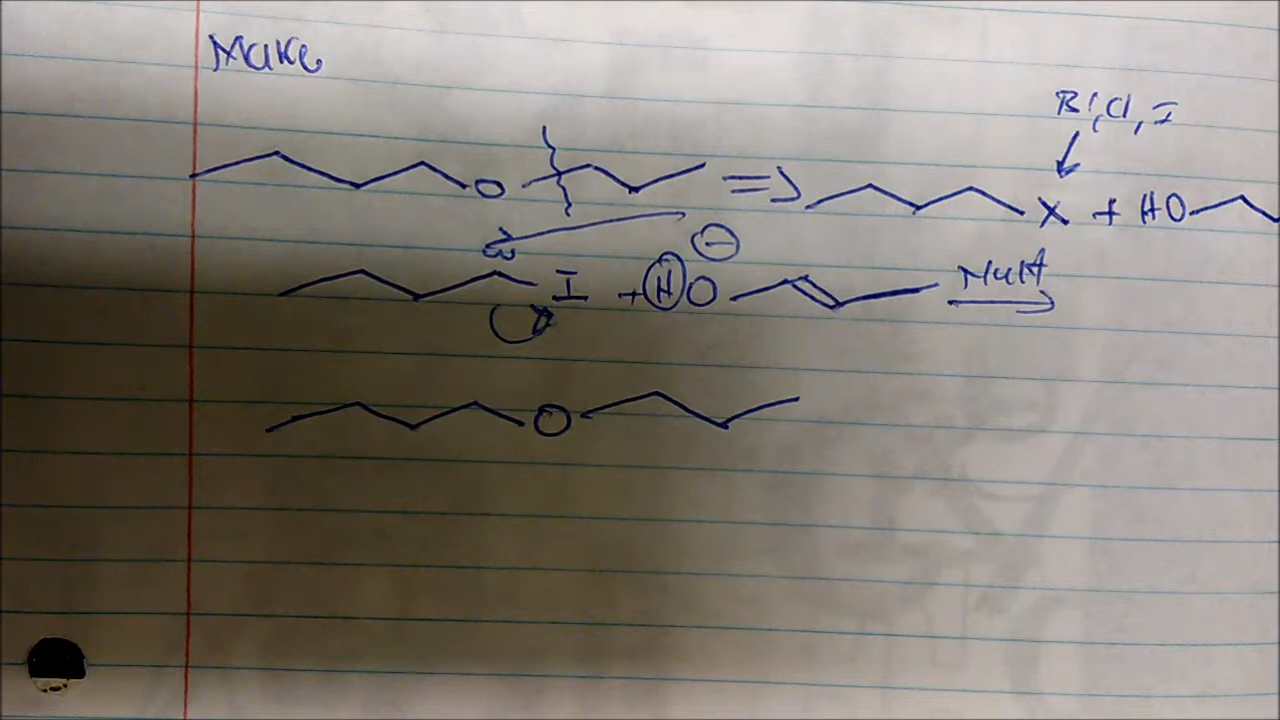 Make
Br, Cl, I
O ⇒ X + HO
I + HO ⊖ NaH
O